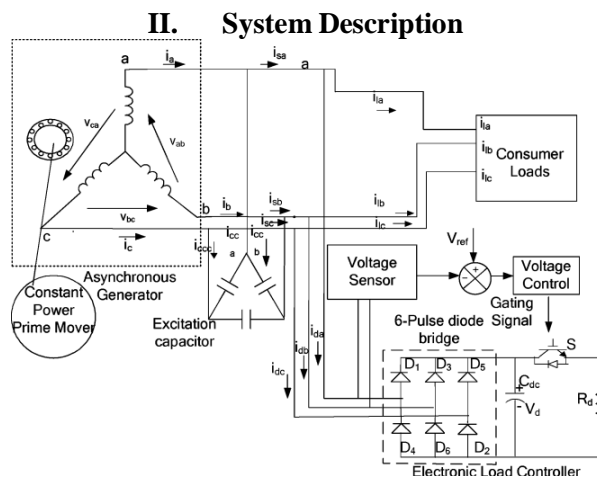 II. System Description
a
i_a
i_sa
a
i_la
v_ca
v_ab
v_bc
b
c
i_b
i_sb
i_sc
i_lb
i_lc
i_c
i_cc
i_cc
i_ccc
a b
i_la
i_lb
i_lc
Consumer
Loads
Asynchronous
Generator
Constant
Power
Prime Mover
Excitation
capacitor
V_ref
Voltage
Sensor
- +
Voltage
Control
Gating
Signal
6-Pulse diode
bridge
i_da
i_db
i_dc
D_1 D_3 D_5
D_4 D_6 D_2
S
+
C_dc
- V_d
R_d
Electronic Load Controller